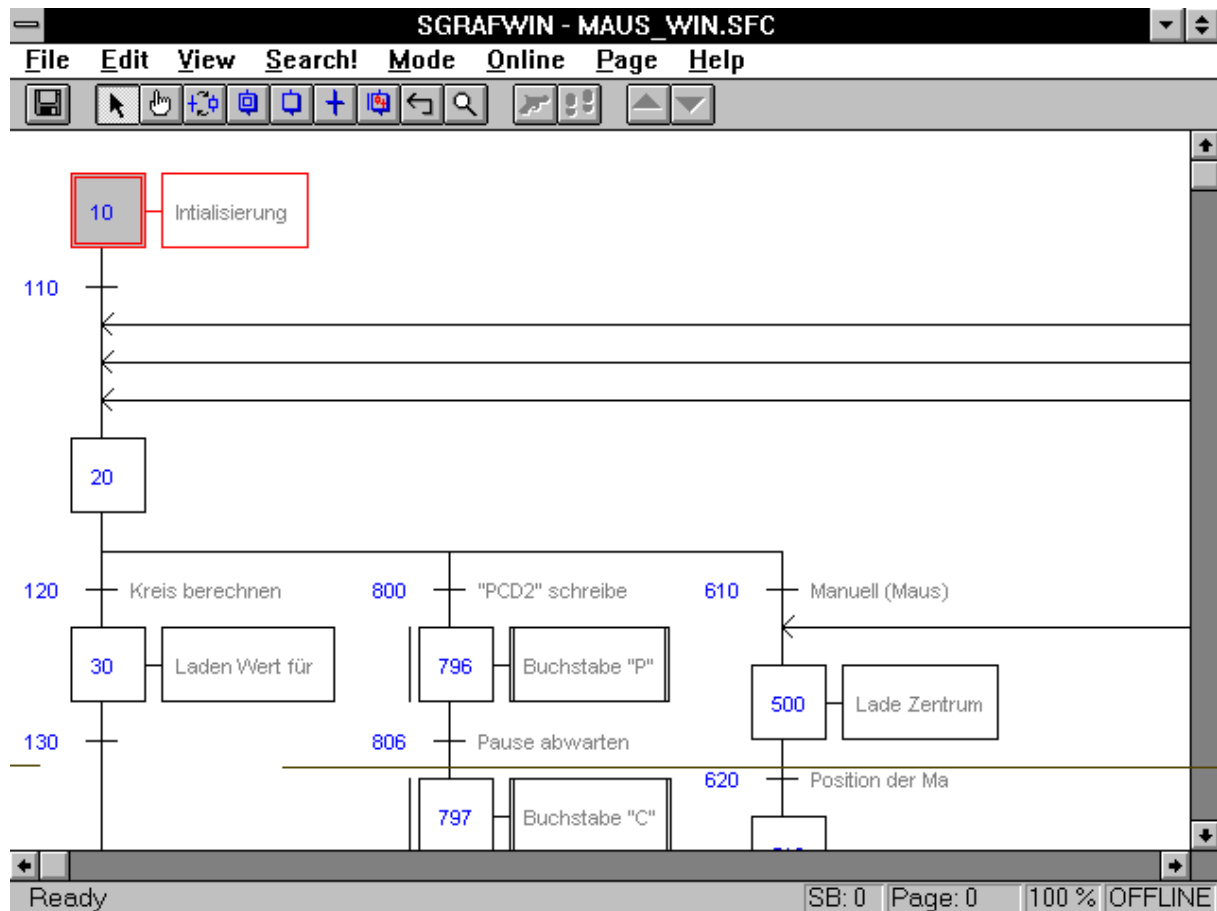 SGRAFWIN - MAUS_WIN.SFC
File Edit View Search! Mode Online Page Help
10 Intialisierung
110
20
120 Kreis berechnen 800 "PCD2" schreibe 610 Manuell (Maus)
30 Laden Wert für 796 Buchstabe "P"
500 Lade Zentrum
130 806 Pause abwarten
620 Position der Ma
797 Buchstabe "C"
Ready SB: 0 Page: 0 100 % OFFLINE